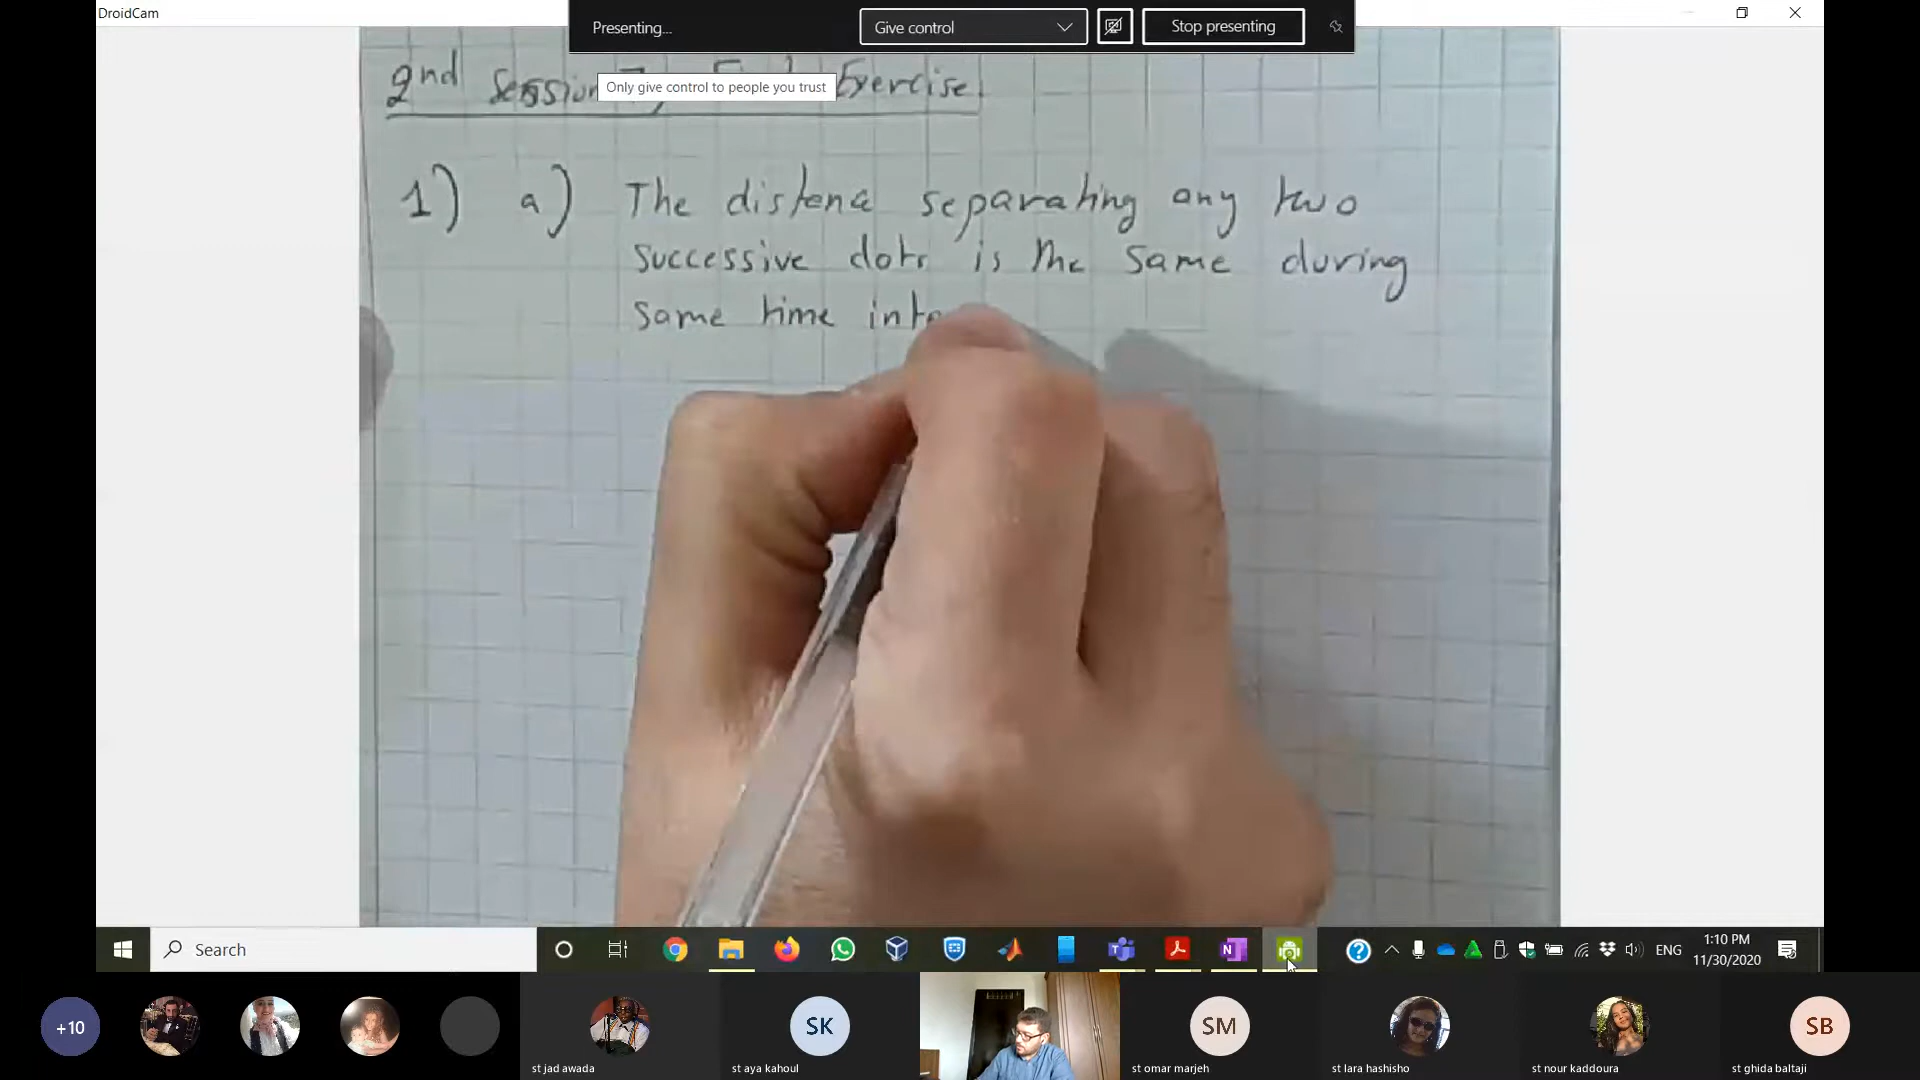 DroidCam
Presenting...
Give control
Stop presenting
Only give control to people you trust
2nd Session Exercise
1) a) The distance separating any two
successive dots is the same during
same time
Search
ENG
1:10 PM
11/30/2020
+10
st jad awada
SK
st aya kahoul
SM
st omar marjeh
st lara hashisho
st nour kaddoura
SB
st ghida baltaji